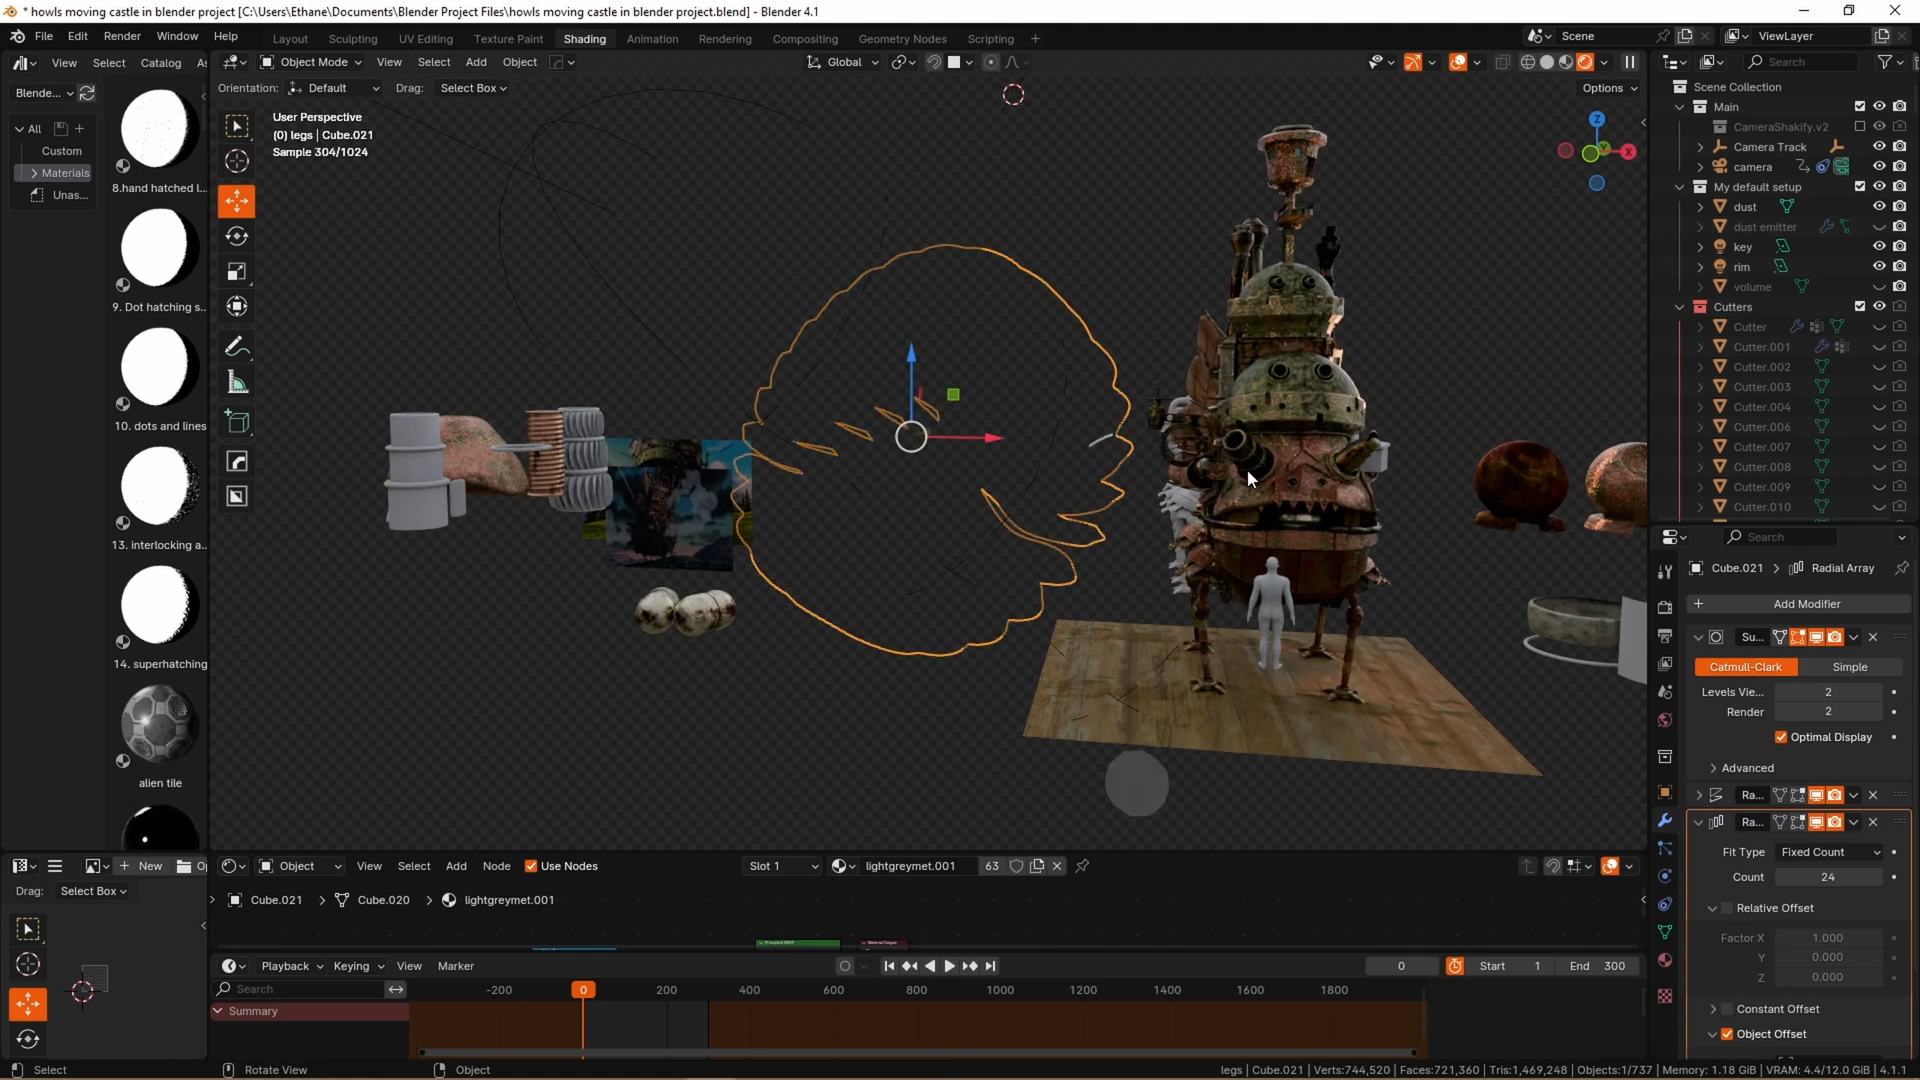 * howls moving castle in blender project [C:\Users\Ethane\Documents\Blender Project Files\howls moving castle in blender project.blend] - Blender 4.1
File Edit Render Window Help
Layout Sculpting UV Editing Texture Paint Shading Animation Rendering Compositing Geometry Nodes Scripting +
Scene
ViewLayer
View Select Catalog As
Object Mode View Select Add Object
Global
Search
Blende...
Orientation: Default Drag: Select Box
Options
All
Custom
Materials
Unas...
8.hand hatched l...
9. Dot hatching s...
10. dots and lines
13. interlocking a...
14. superhatching
alien tile
User Perspective
(0) legs | Cube.021
Sample 304/1024
Z
X
Scene Collection
Main
CameraShakify.v2
Camera Track
camera
My default setup
dust
dust emitter
key
rim
volume
Cutters
Cutter
Cutter.001
Cutter.002
Cutter.003
Cutter.004
Cutter.006
Cutter.007
Cutter.008
Cutter.009
Cutter.010
Search
Cube.021 > Radial Array
+ Add Modifier
Su...
Catmull-Clark Simple
Levels Vie... 2
Render 2
Optimal Display
Advanced
Ra...
Ra...
Fit Type Fixed Count
Count 24
Relative Offset
Factor X 1.000
Y 0.000
Z 0.000
Constant Offset
Object Offset
+ New Op
Drag: Select Box
Object View Select Add Node Use Nodes Slot 1 lightgreymet.001 63
Cube.021 > Cube.020 > lightgreymet.001
Principled BSDF
Material Output
Playback Keying View Marker
0 Start 1 End 300
Search
-200 0 200 400 600 800 1000 1200 1400 1600 1800
Summary
Select Rotate View Object
legs | Cube.021 | Verts:744,520 | Faces:721,360 | Tris:1,469,248 | Objects:1/737 | Memory: 1.18 GiB | VRAM: 4.4/12.0 GiB | 4.1.1